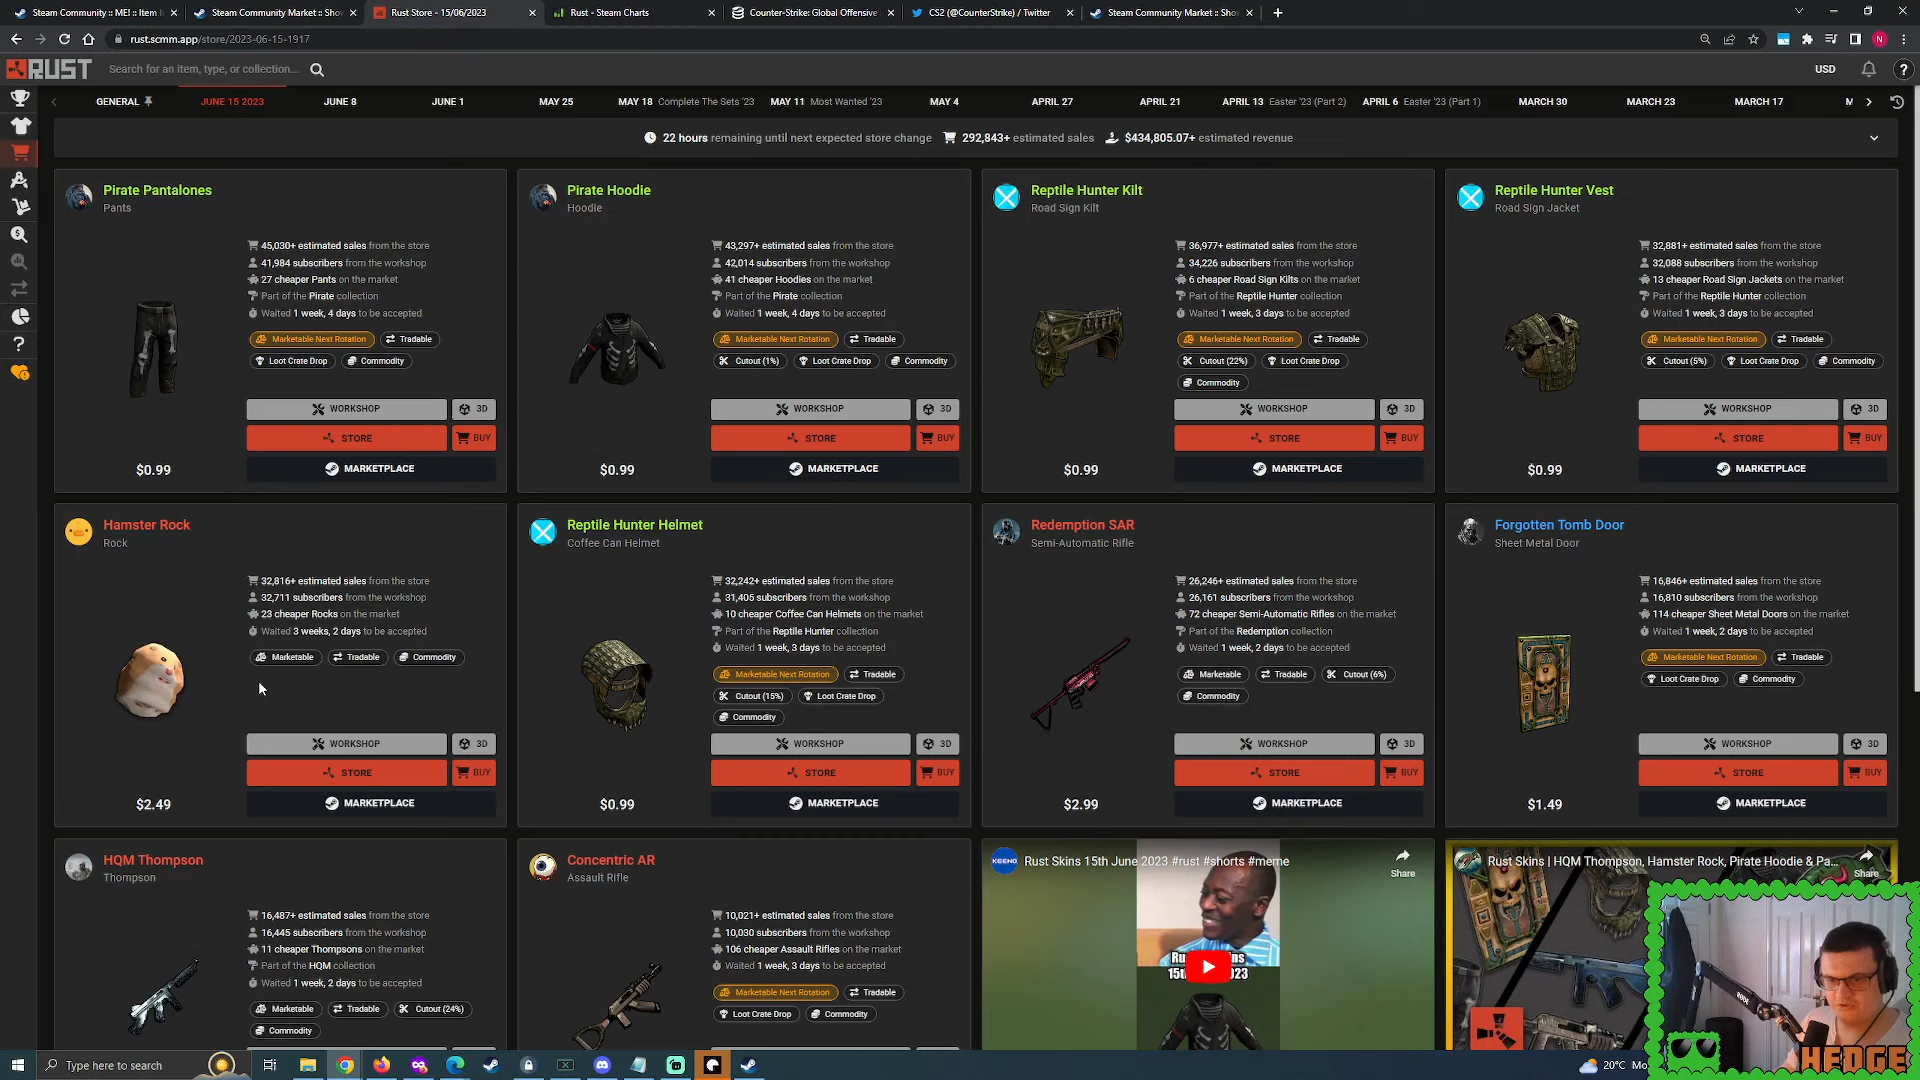 Steam Community :: ME! :: Item I
Steam Community Market :: Show
Rust Store - 15/06/2023
Rust - Steam Charts
Counter-Strike: Global Offensive
CS2 (@CounterStrike) / Twitter
Steam Community Market :: Sho
rust.scmm.app/store/2023-06-15-1917
N
RUST
Search for an item, type, or collection...
USD
GENERAL
JUNE 15 2023
JUNE 8
JUNE 1
MAY 25
MAY 18 Complete The Sets '23
MAY 11 Most Wanted '23
MAY 4
APRIL 27
APRIL 21
APRIL 13 Easter '23 (Part 2)
APRIL 6 Easter '23 (Part 1)
MARCH 30
MARCH 23
MARCH 17
M
22 hours remaining until next expected store change 292,843+ estimated sales $434,805.07+ estimated revenue
Pirate Pantalones
Pants
45,030+ estimated sales from the store
41,984 subscribers from the workshop
27 cheaper Pants on the market
Part of the Pirate collection
Waited 1 week, 4 days to be accepted
Marketable Next Rotation Tradable
Loot Crate Drop Commodity
WORKSHOP 3D
STORE BUY
$0.99 MARKETPLACE
Pirate Hoodie
Hoodie
43,297+ estimated sales from the store
42,014 subscribers from the workshop
41 cheaper Hoodies on the market
Part of the Pirate collection
Waited 1 week, 4 days to be accepted
Marketable Next Rotation Tradable
Cutout (1%) Loot Crate Drop Commodity
WORKSHOP 3D
STORE BUY
$0.99 MARKETPLACE
Reptile Hunter Kilt
Road Sign Kilt
36,977+ estimated sales from the store
34,226 subscribers from the workshop
6 cheaper Road Sign Kilts on the market
Part of the Reptile Hunter collection
Waited 1 week, 3 days to be accepted
Marketable Next Rotation Tradable
Cutout (22%) Loot Crate Drop
Commodity
WORKSHOP 3D
STORE BUY
$0.99 MARKETPLACE
Reptile Hunter Vest
Road Sign Jacket
32,881+ estimated sales from the store
32,088 subscribers from the workshop
13 cheaper Road Sign Jackets on the market
Part of the Reptile Hunter collection
Waited 1 week, 3 days to be accepted
Marketable Next Rotation Tradable
Cutout (5%) Loot Crate Drop Commodity
WORKSHOP 3D
STORE BUY
$0.99 MARKETPLACE
Hamster Rock
Rock
32,816+ estimated sales from the store
32,711 subscribers from the workshop
23 cheaper Rocks on the market
Waited 3 weeks, 2 days to be accepted
Marketable Tradable Commodity
WORKSHOP 3D
STORE BUY
$2.49 MARKETPLACE
Reptile Hunter Helmet
Coffee Can Helmet
32,242+ estimated sales from the store
31,405 subscribers from the workshop
10 cheaper Coffee Can Helmets on the market
Part of the Reptile Hunter collection
Waited 1 week, 3 days to be accepted
Marketable Next Rotation Tradable
Cutout (15%) Loot Crate Drop
Commodity
WORKSHOP 3D
STORE BUY
$0.99 MARKETPLACE
Redemption SAR
Semi-Automatic Rifle
26,246+ estimated sales from the store
26,161 subscribers from the workshop
72 cheaper Semi-Automatic Rifles on the market
Part of the Redemption collection
Waited 1 week, 2 days to be accepted
Marketable Tradable Cutout (6%)
Commodity
WORKSHOP 3D
STORE BUY
$2.99 MARKETPLACE
Forgotten Tomb Door
Sheet Metal Door
16,846+ estimated sales from the store
16,810 subscribers from the workshop
114 cheaper Sheet Metal Doors on the market
Waited 1 week, 2 days to be accepted
Marketable Next Rotation Tradable
Loot Crate Drop Commodity
WORKSHOP 3D
STORE BUY
$1.49 MARKETPLACE
HQM Thompson
Thompson
16,487+ estimated sales from the store
16,445 subscribers from the workshop
11 cheaper Thompsons on the market
Part of the HQM collection
Waited 1 week, 2 days to be accepted
Marketable Tradable Cutout (24%)
Commodity
Concentric AR
Assault Rifle
10,021+ estimated sales from the store
10,030 subscribers from the workshop
106 cheaper Assault Rifles on the market
Waited 1 week, 3 days to be accepted
Marketable Next Rotation Tradable
Loot Crate Drop Commodity
KEENO
Rust Skins 15th June 2023 #rust #shorts #meme
Share
Rust Skins | HQM Thompson, Hamster Rock, Pirate Hoodie & Pa...
Share
RODE
HEDGE
Type here to search
20°C